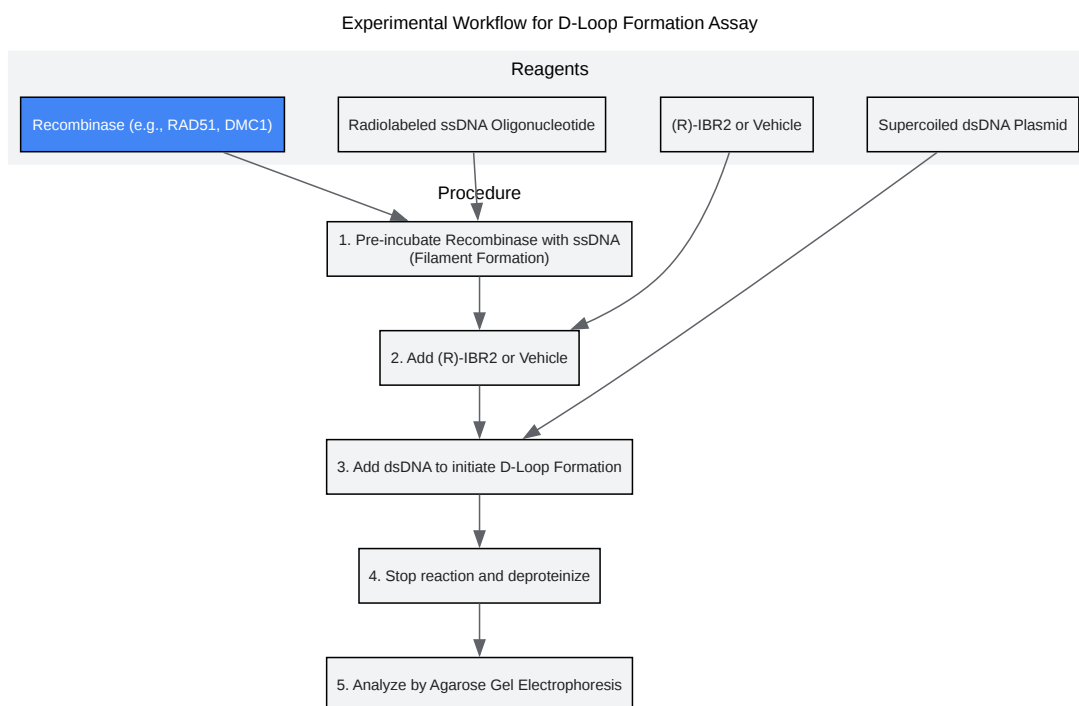 Experimental Workflow for D-Loop Formation Assay
Reagents
Recombinase (e.g., RAD51, DMC1)
Radiolabeled ssDNA Oligonucleotide
(R)-IBR2 or Vehicle
Supercoiled dsDNA Plasmid
Procedure
1. Pre-incubate Recombinase with ssDNA
(Filament Formation)
2. Add (R)-IBR2 or Vehicle
3. Add dsDNA to initiate D-Loop Formation
4. Stop reaction and deproteinize
5. Analyze by Agarose Gel Electrophoresis